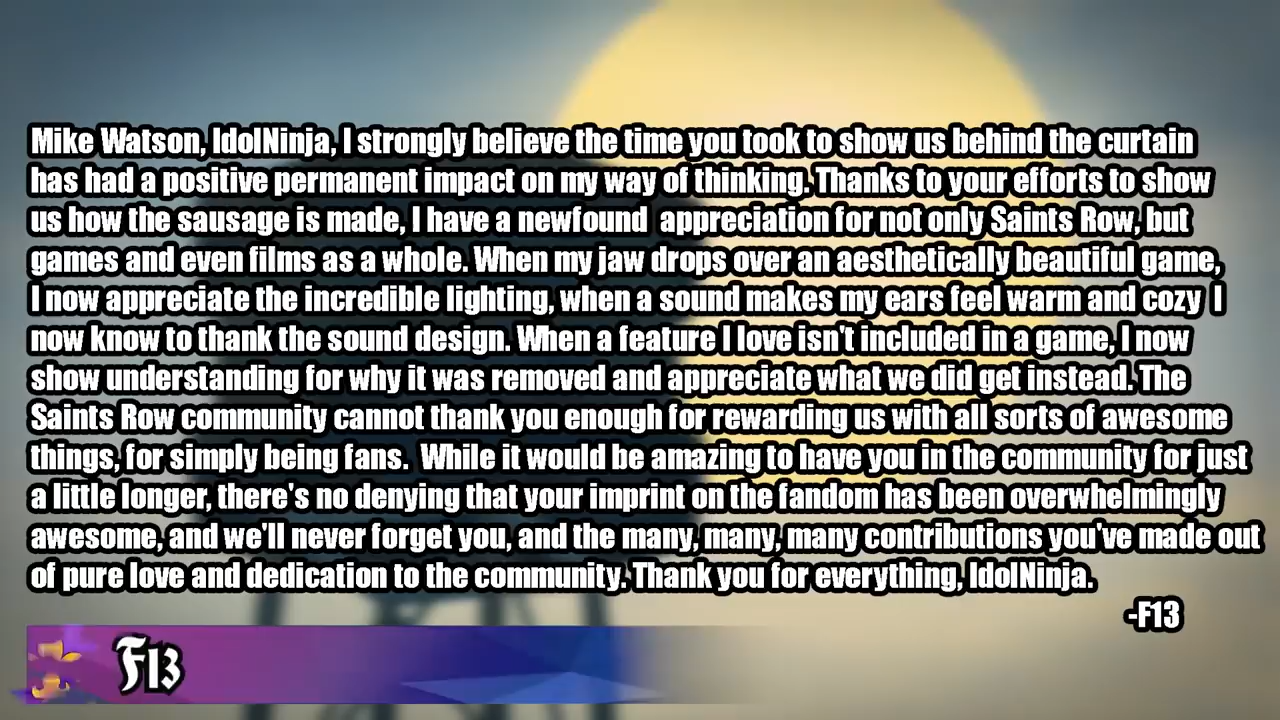 Mike Watson, IdolNinja, I strongly believe the time you took to show us behind the curtain
has had a positive permanent impact on my way of thinking. Thanks to your efforts to show
us how the sausage is made, I have a newfound  appreciation for not only Saints Row, but
games and even films as a whole. When my jaw drops over an aesthetically beautiful game,
I now appreciate the incredible lighting, when a sound makes my ears feel warm and cozy  I
now know to thank the sound design. When a feature I love isn't included in a game, I now
show understanding for why it was removed and appreciate what we did get instead. The
Saints Row community cannot thank you enough for rewarding us with all sorts of awesome
things, for simply being fans.  While it would be amazing to have you in the community for just
a little longer, there's no denying that your imprint on the fandom has been overwhelmingly
awesome, and we'll never forget you, and the many, many, many contributions you've made out
of pure love and dedication to the community. Thank you for everything, IdolNinja.
-F13
F13